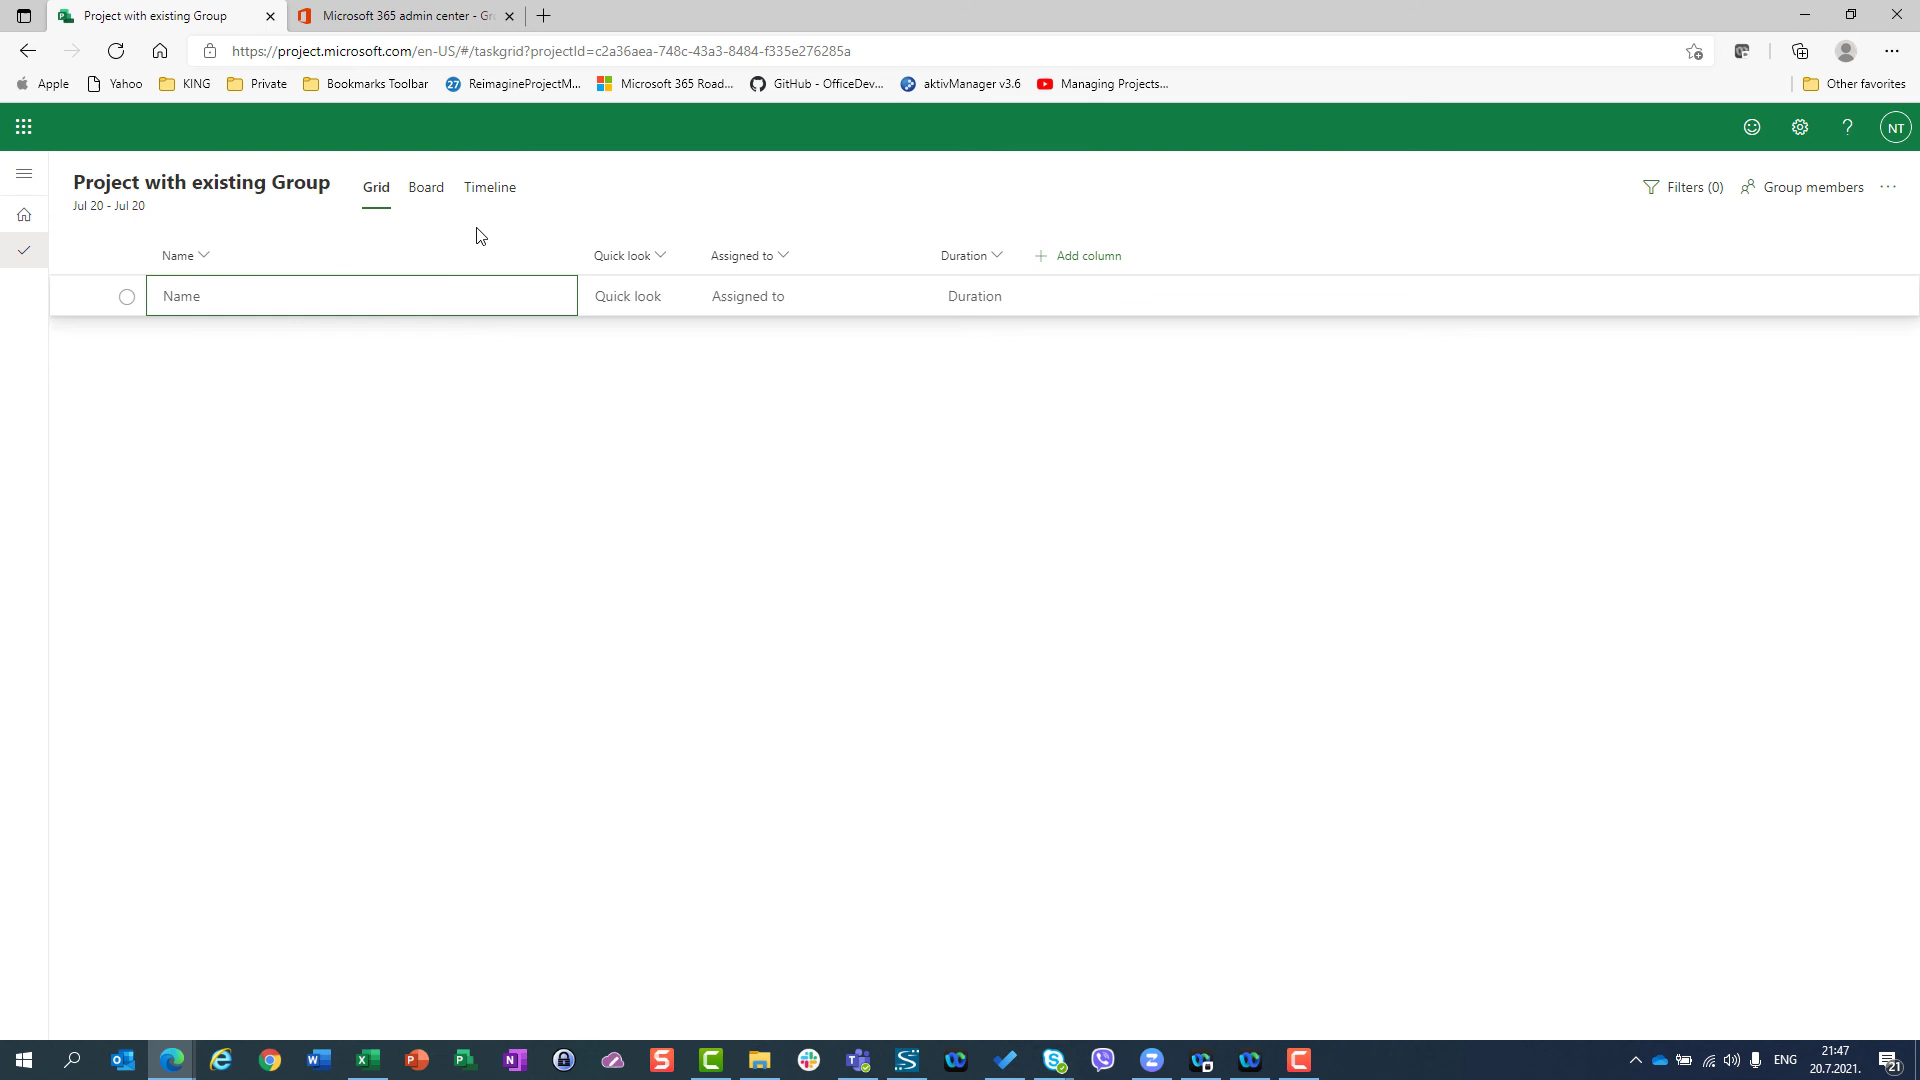 Project with existing Group
Microsoft 365 admin center - Gr
https://project.microsoft.com/en-US/#/taskgrid?projectId=c2a36aea-748c-43a3-8484-f335e276285a
Apple Yahoo KING Private Bookmarks Toolbar 27 ReimagineProjectM... Microsoft 365 Road... GitHub - OfficeDev... aktivManager v3.6 Managing Projects... Other favorites
? NT
Project with existing Group Grid Board Timeline Filters (0) Group members
Jul 20 - Jul 20
Name Quick look Assigned to Duration Add column
Name Quick look Assigned to Duration
ENG 21:47
20.7.2021. 21